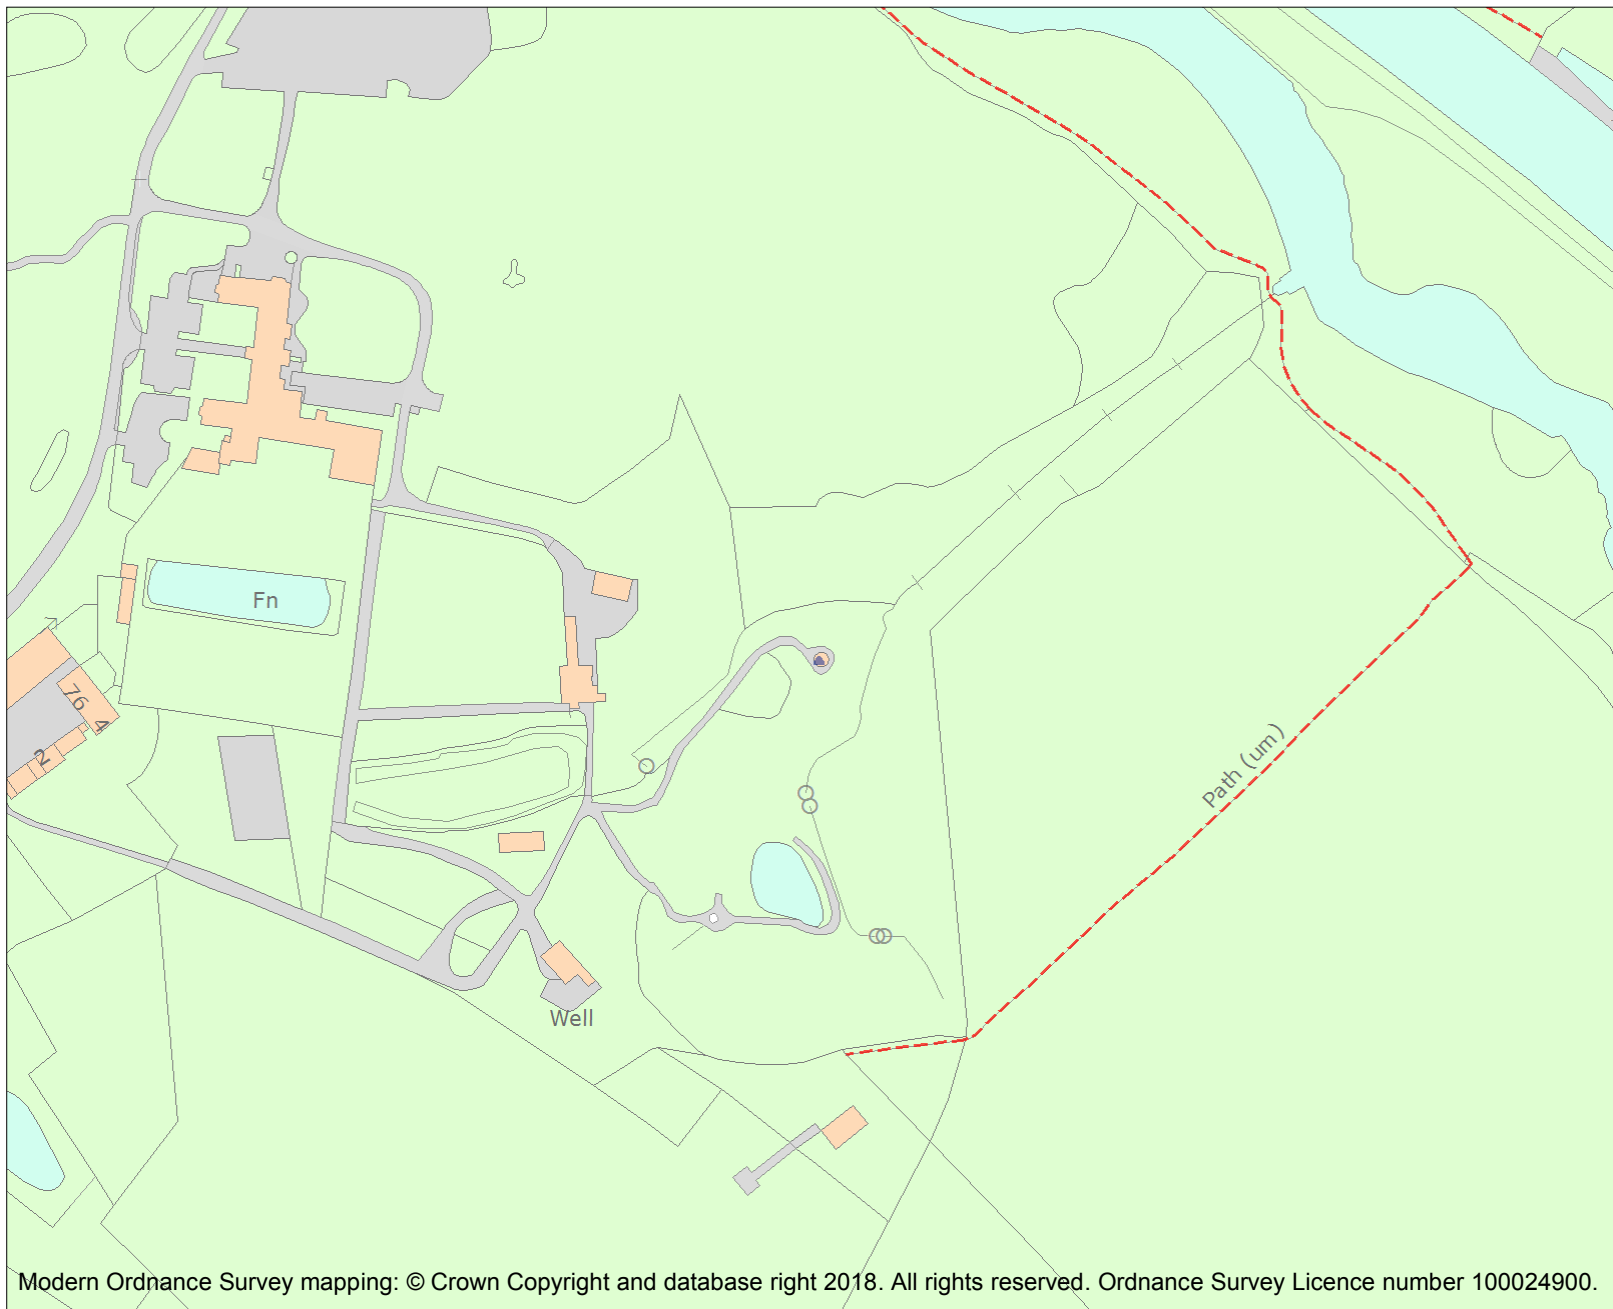 Fn
76
4
2
Path (um)
Well
Modern Ordnance Survey mapping: © Crown Copyright and database right 2018. All rights reserved. Ordnance Survey Licence number 100024900.